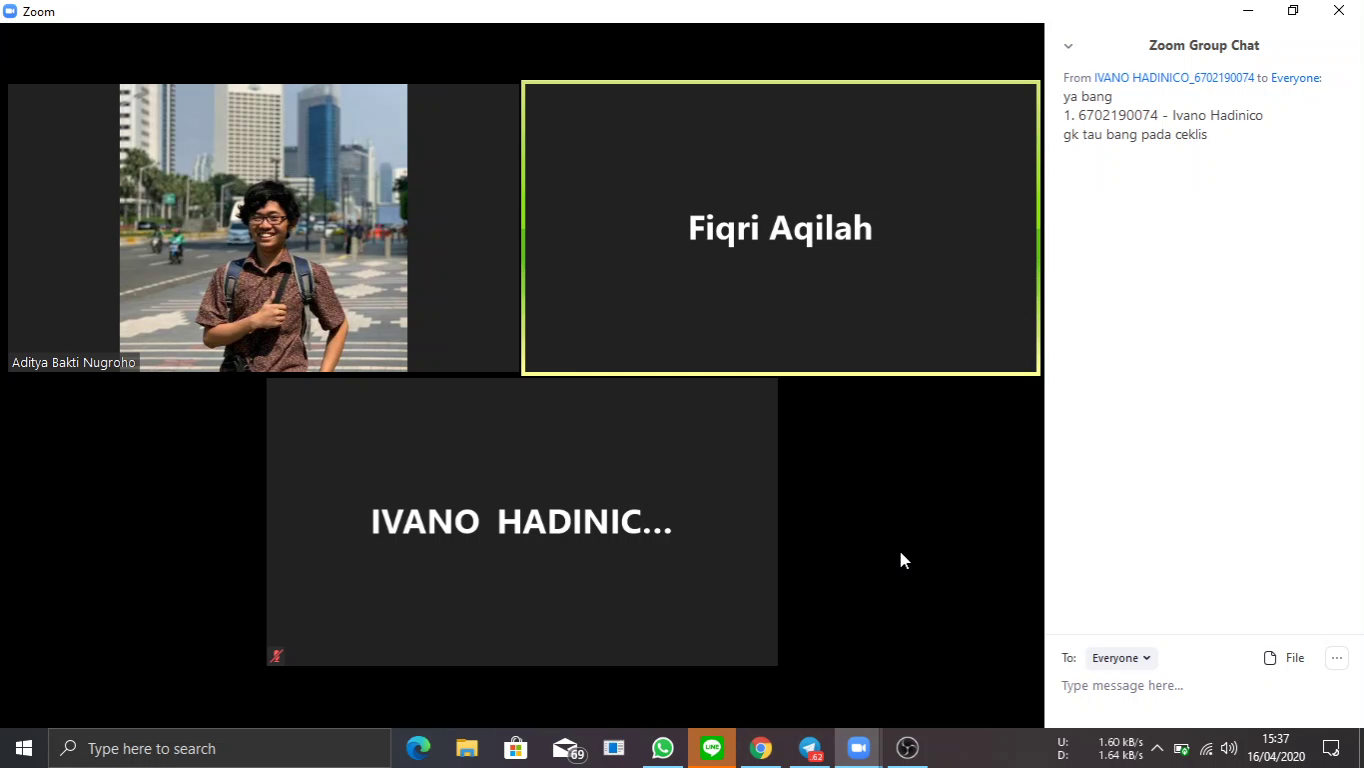 Zoom
Aditya Bakti Nugroho
Fiqri Aqilah
IVANO HADINIC...
Zoom Group Chat
From IVANO HADINICO_6702190074 to Everyone:
ya bang
1. 6702190074 - Ivano Hadinico
gk tau bang pada ceklis
To: Everyone
File
Type message here...
Type here to search
69
LINE
62
U: 1.60 kB/s
D: 1.64 kB/s
15:37
16/04/2020